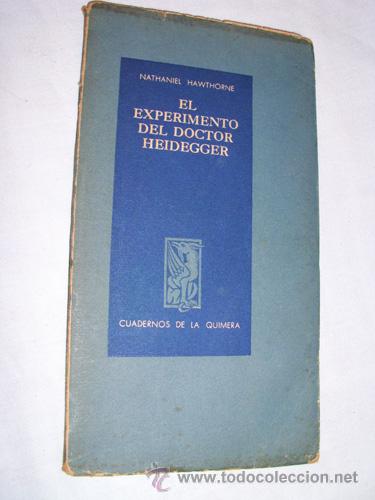 NATHANIEL HAWTHORNE
EL
EXPERIMENTO
DEL DOCTOR
HEIDEGGER
CUADERNOS DE LA QUIMERA
www.todocoleccion.net